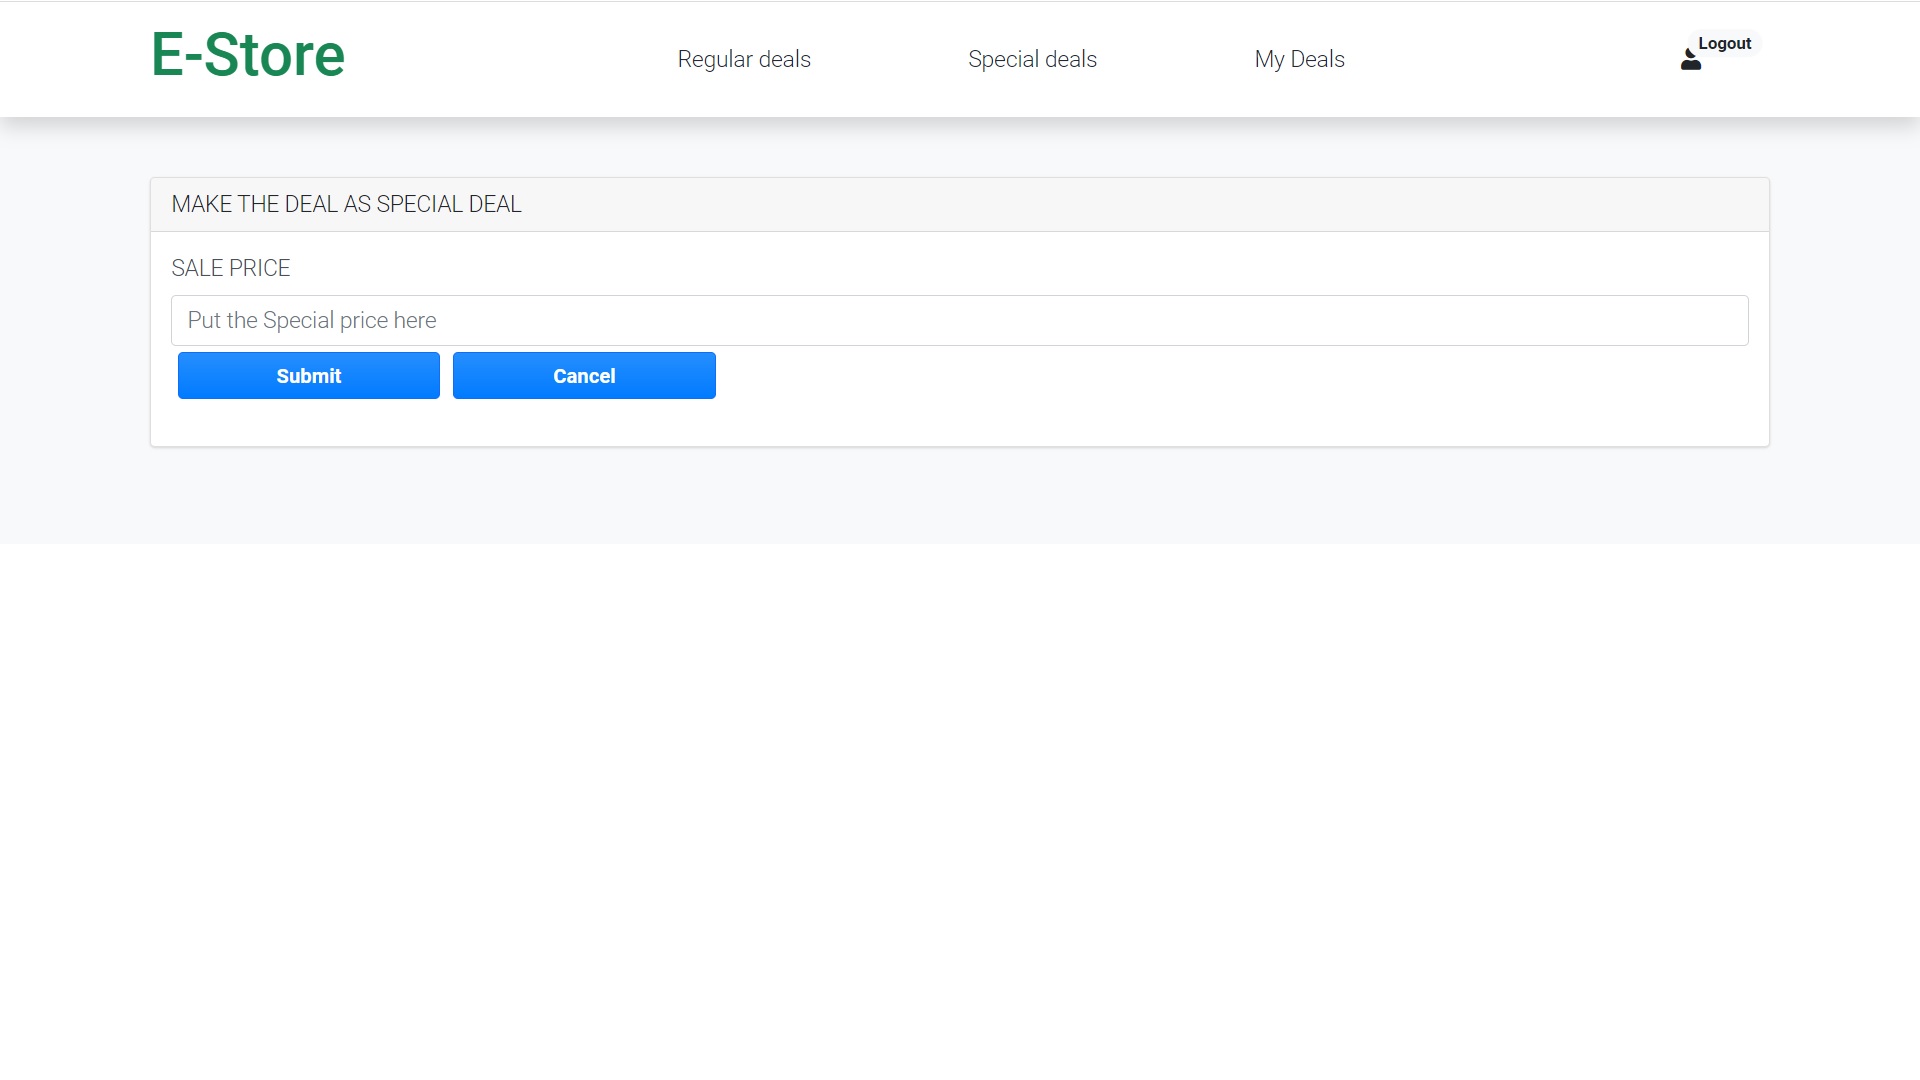 E-Store
Regular deals
Special deals
My Deals
Logout
MAKE THE DEAL AS SPECIAL DEAL
SALE PRICE
Put the Special price here
Submit
Cancel